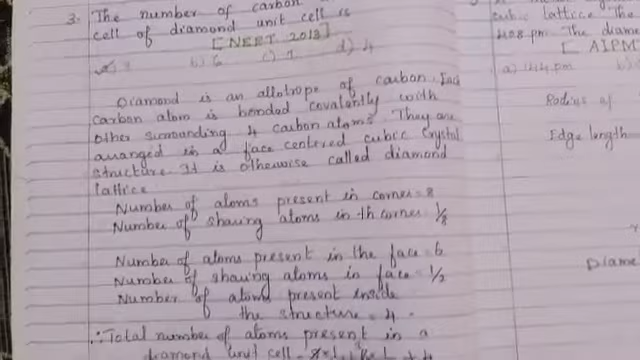 3. The number of carbon
cell of diamond unit cell is
[NEET 2013]
b) 6 c) 1 d) 4
Diamond is an allotrope of carbon. Each
carbon atom is bonded covalently with
other surrounding 4 carbon atoms. They are
arranged in a face centered cubic crystal
structure. It is otherwise called diamond
lattice
Number of atoms present in corner = 8
Number of sharing atoms in th corner 1/8
Number of atoms present in the face = 6
Number of sharing atoms in face = 1/2
Number of atoms present inside
the structure = 4
∴ Total number of atoms present in a
diamond unit cell
cubic lattice. The
408 pm. The diame
[AIPM
a) 144 pm
Radius of
Edge length
Diame